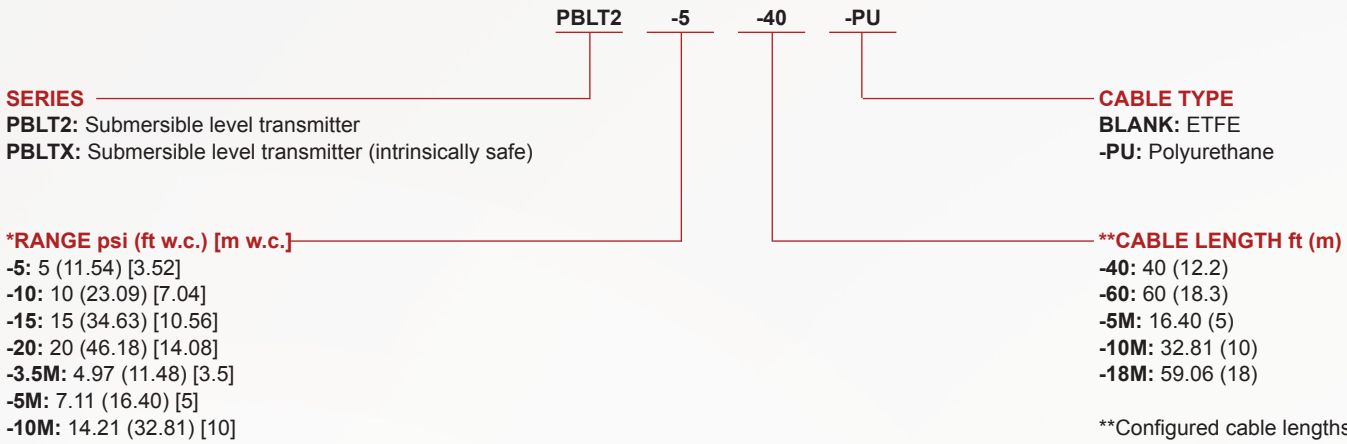 PBLT2 -5 -40 -PU
SERIES
PBLT2: Submersible level transmitter
PBLTX: Submersible level transmitter (intrinsically safe)
CABLE TYPE
BLANK: ETFE
-PU: Polyurethane
*RANGE psi (ft w.c.) [m w.c.]
-5: 5 (11.54) [3.52]
-10: 10 (23.09) [7.04]
-15: 15 (34.63) [10.56]
-20: 20 (46.18) [14.08]
-3.5M: 4.97 (11.48) [3.5]
-5M: 7.11 (16.40) [5]
-10M: 14.21 (32.81) [10]
**CABLE LENGTH ft (m)
-40: 40 (12.2)
-60: 60 (18.3)
-5M: 16.40 (5)
-10M: 32.81 (10)
-18M: 59.06 (18)
**Configured cable lengths